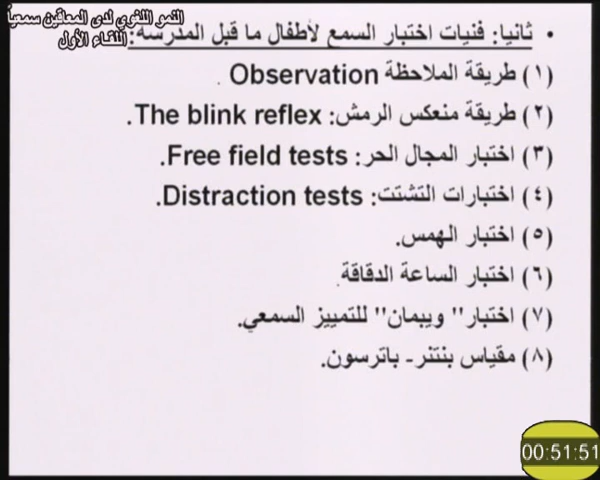 النمو اللغوي لدى المعاقين سمعياً
اللقاء الأول
• ثانيا: فنيات اختبار السمع لأطفال ما قبل المدرسة:
(١) طريقة الملاحظة Observation .
(٢) طريقة منعكس الرمش: The blink reflex.
(٣) اختبار المجال الحر: Free field tests.
(٤) اختبارات التشتت: Distraction tests.
(٥) اختبار الهمس.
(٦) اختبار الساعة الدقاقة.
(٧) اختبار" ويبمان" للتمييز السمعي.
(٨) مقياس بنتنر- باترسون.
00:51:51